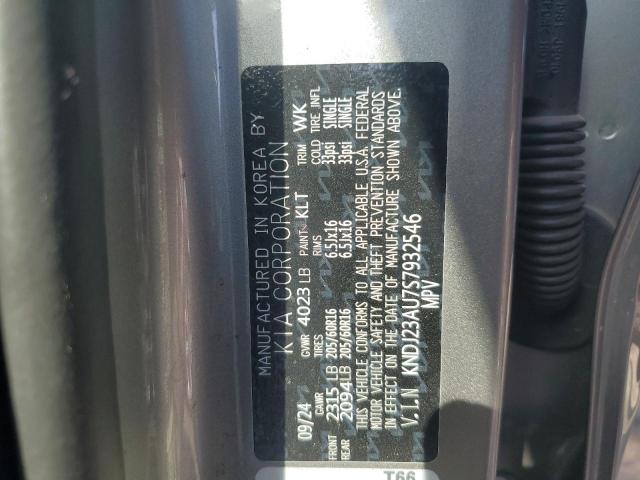 MANUFACTURED IN KOREA BY
KIA CORPORATION
09/24 GVWR 4023 LB PAINT: KLT TRIM WK
GAWR TIRES RIMS COLD TIRE INFL
FRONT 2315 LB 205/60R16 6.5JX16 33psi SINGLE
REAR 2094 LB 205/60R16 6.5JX16 33psi SINGLE
THIS VEHICLE CONFORMS TO ALL APPLICABLE U.S.A. FEDERAL
MOTOR VEHICLE SAFETY AND THEFT PREVENTION STANDARDS
IN EFFECT ON THE DATE OF MANUFACTURE SHOWN ABOVE.
V.I.N KNDJ23AU7S7932546
MPV
T66